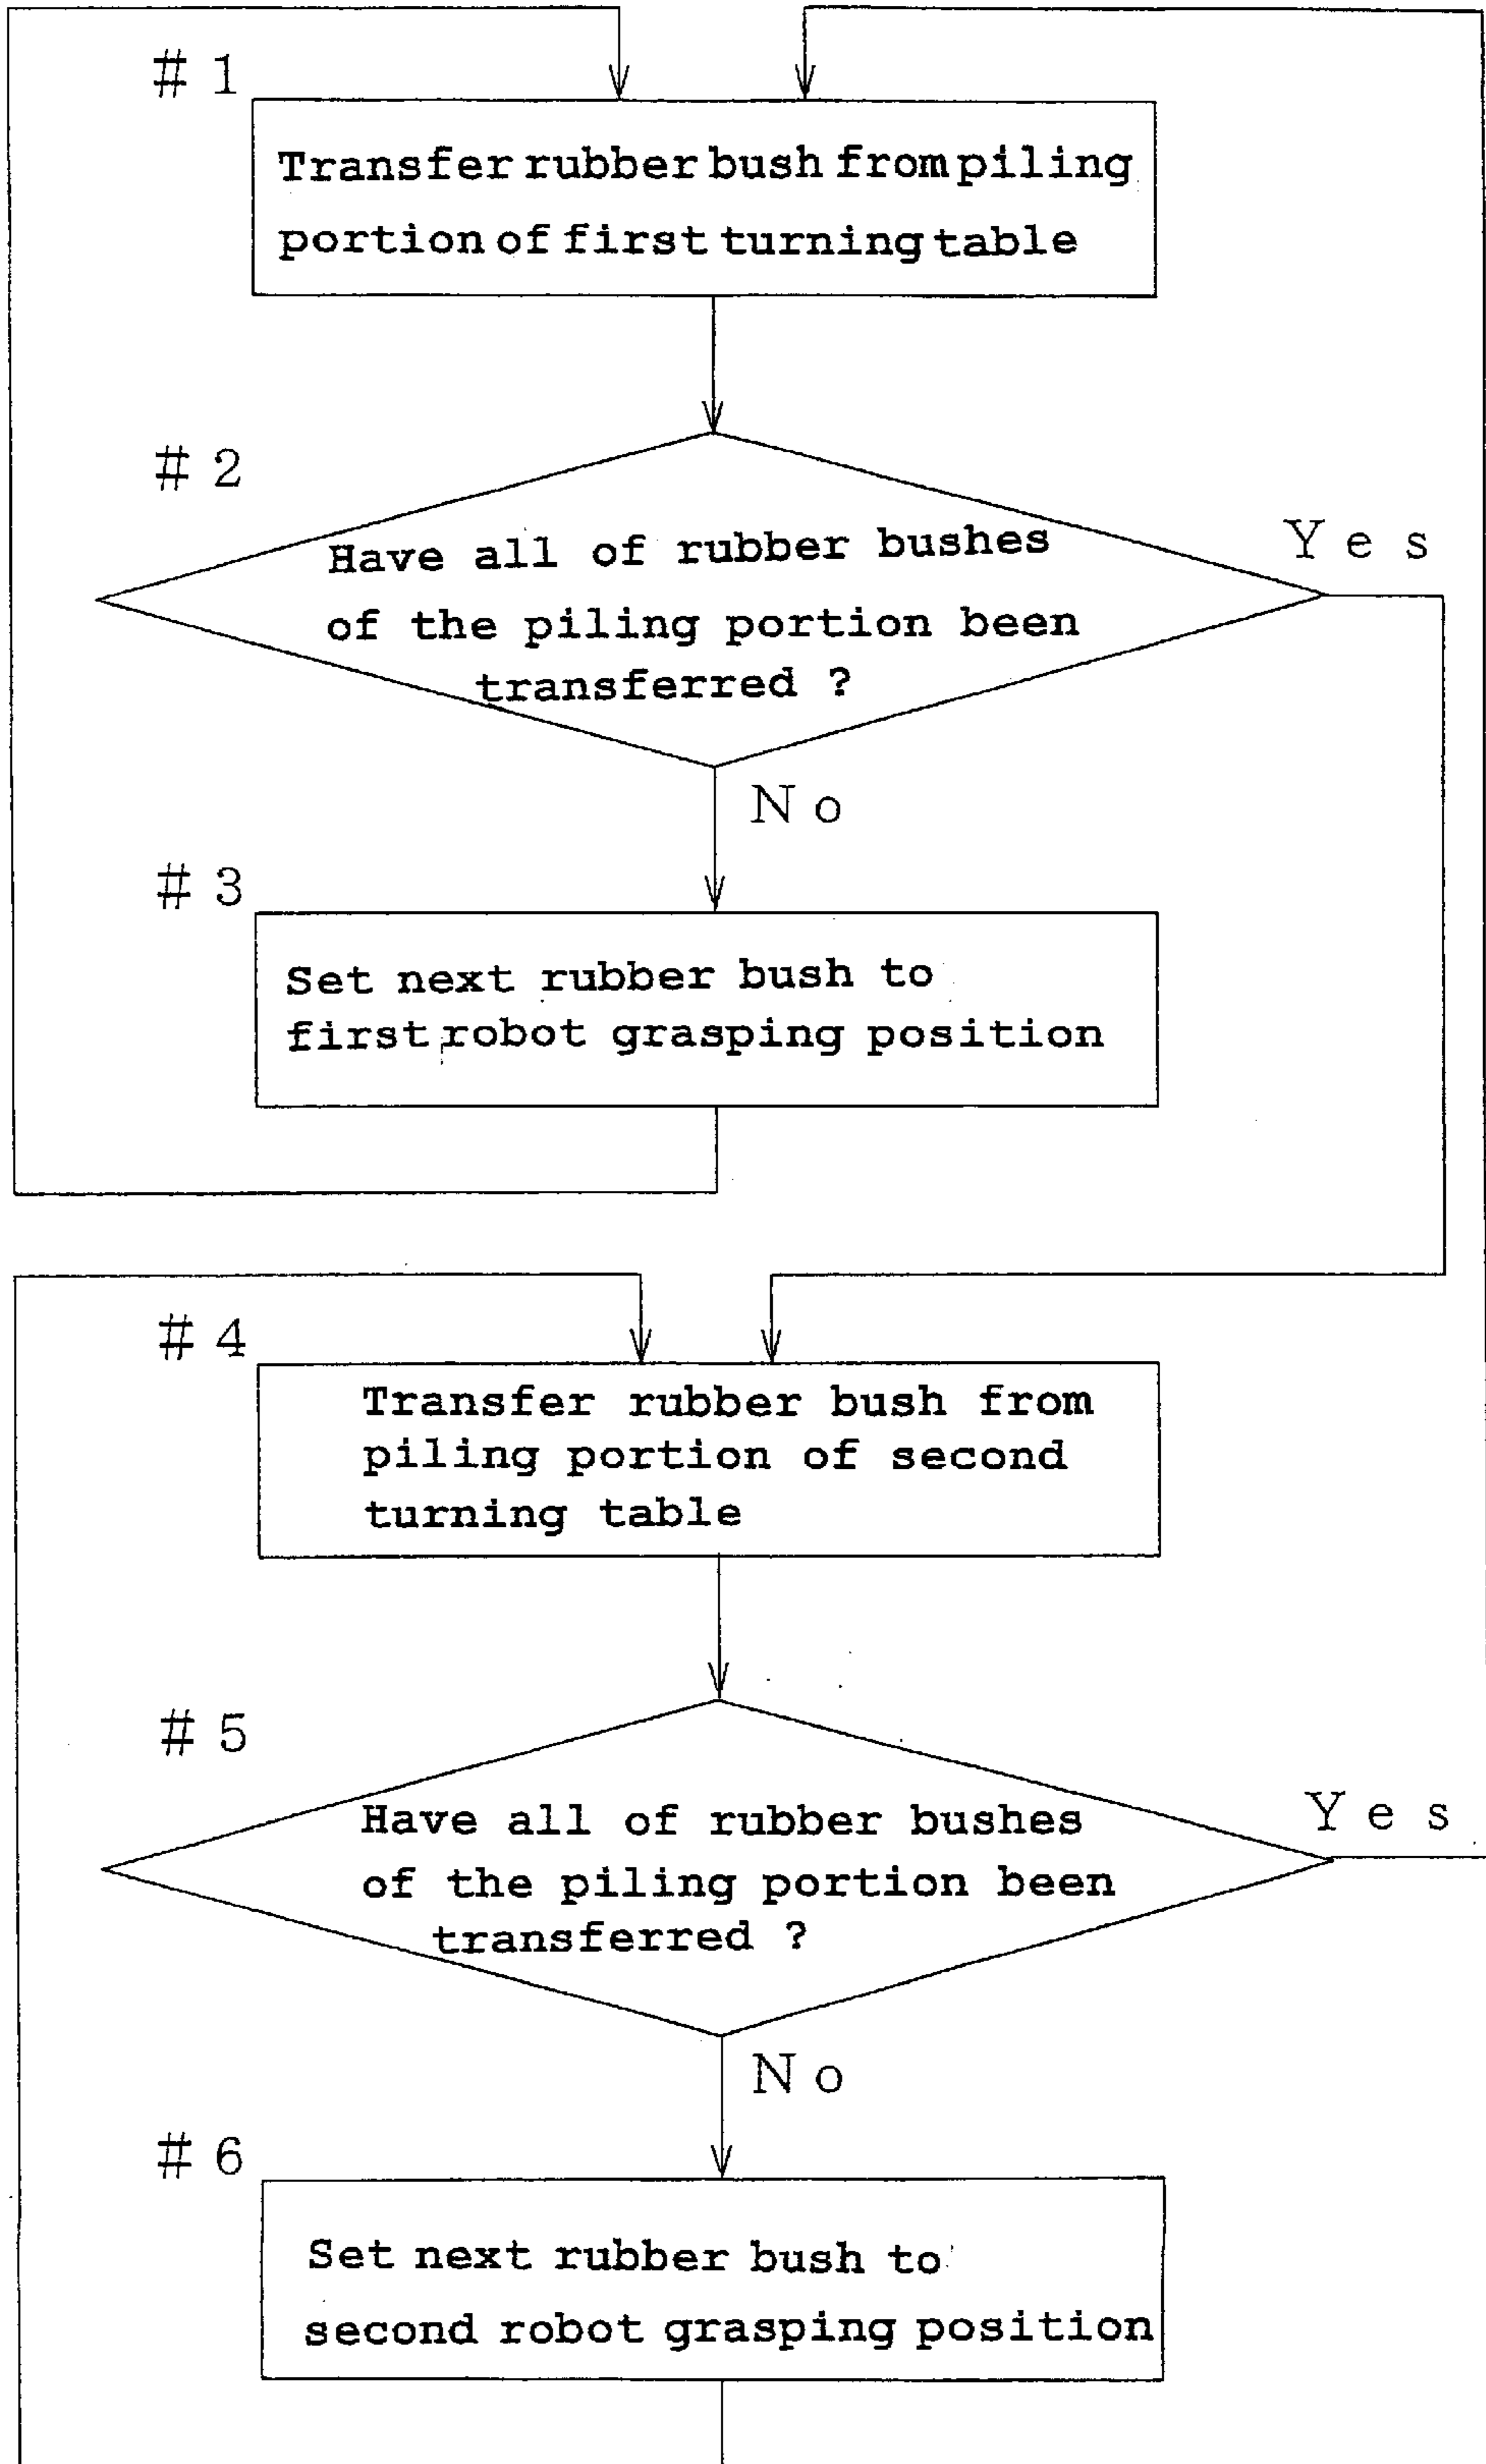 # 1
Transfer rubber bush from piling
portion of first turning table
# 2
Have all of rubber bushes
of the piling portion been
transferred ?
Yes
No
# 3
Set next rubber bush to
first robot grasping position
# 4
Transfer rubber bush from
piling portion of second
turning table
# 5
Have all of rubber bushes
of the piling portion been
transferred ?
Yes
No
# 6
Set next rubber bush to
second robot grasping position